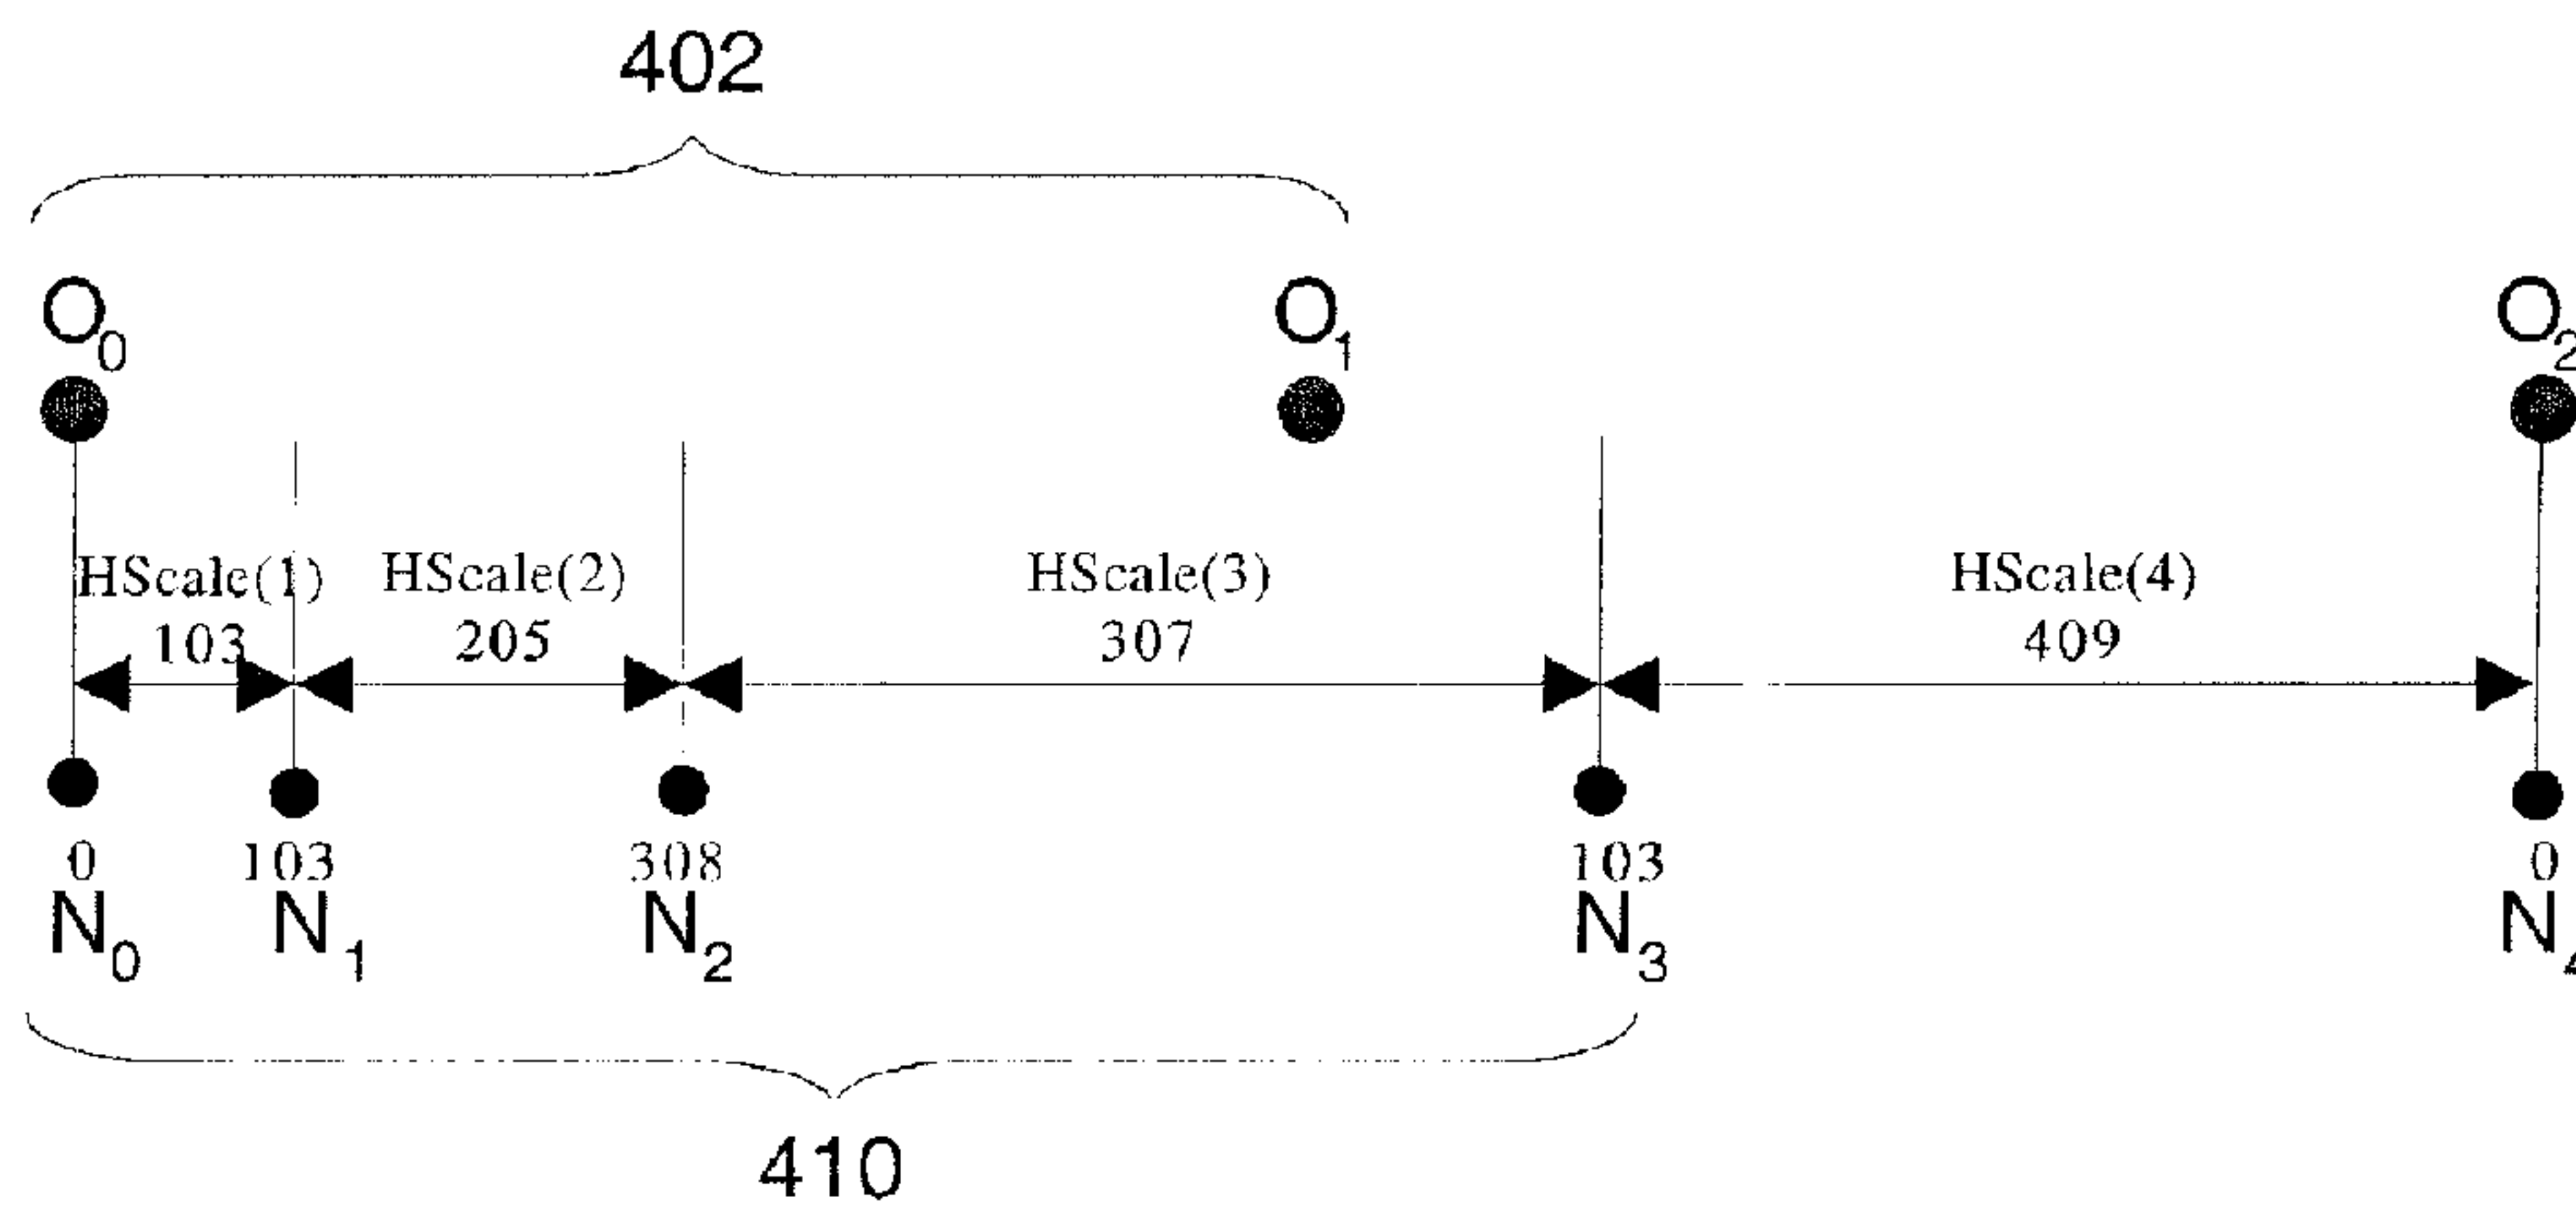 402
O0 O1 O2
HScale(1) HScale(2) HScale(3) HScale(4)
103 205 307 409
0 103 308 103 0
N0 N1 N2 N3 N4
410